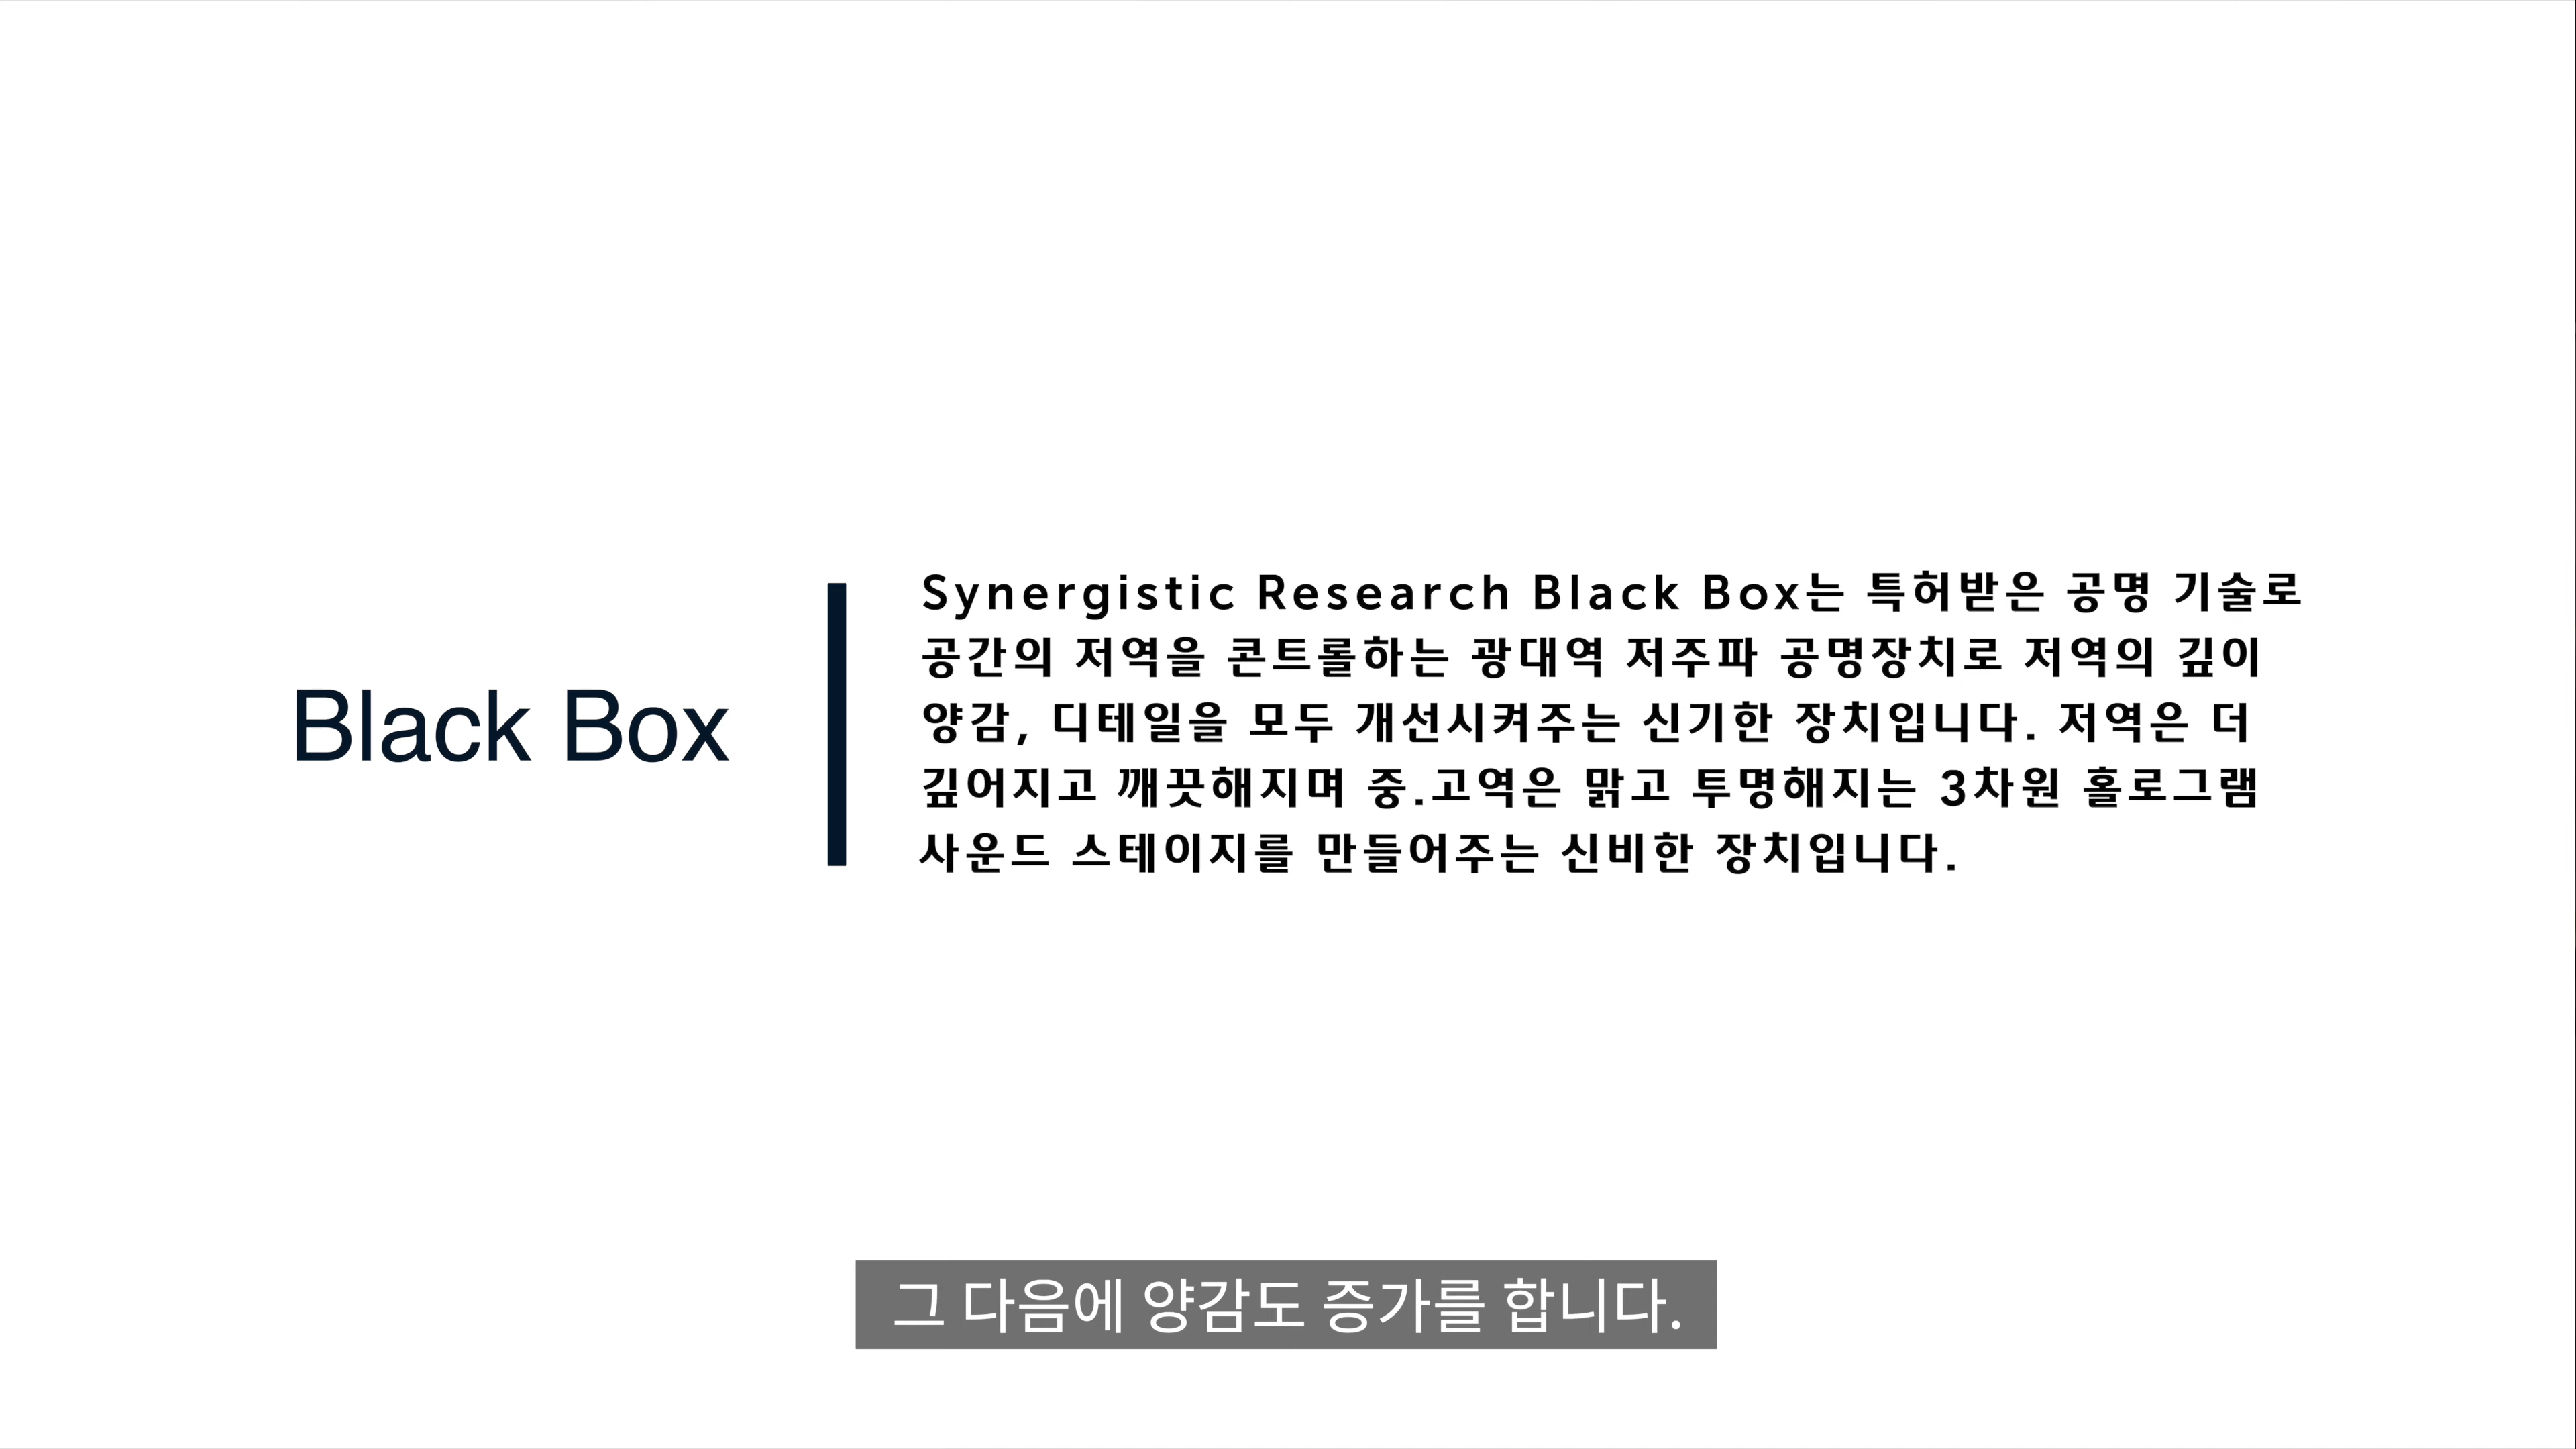 Black Box
Synergistic Research Black Box는 특허받은 공명 기술로
공간의 저역을 콘트롤하는 광대역 저주파 공명장치로 저역의 깊이
양감, 디테일을 모두 개선시켜주는 신기한 장치입니다. 저역은 더
깊어지고 깨끗해지며 중.고역은 맑고 투명해지는 3차원 홀로그램
사운드 스테이지를 만들어주는 신비한 장치입니다.
그 다음에 양감도 증가를 합니다.